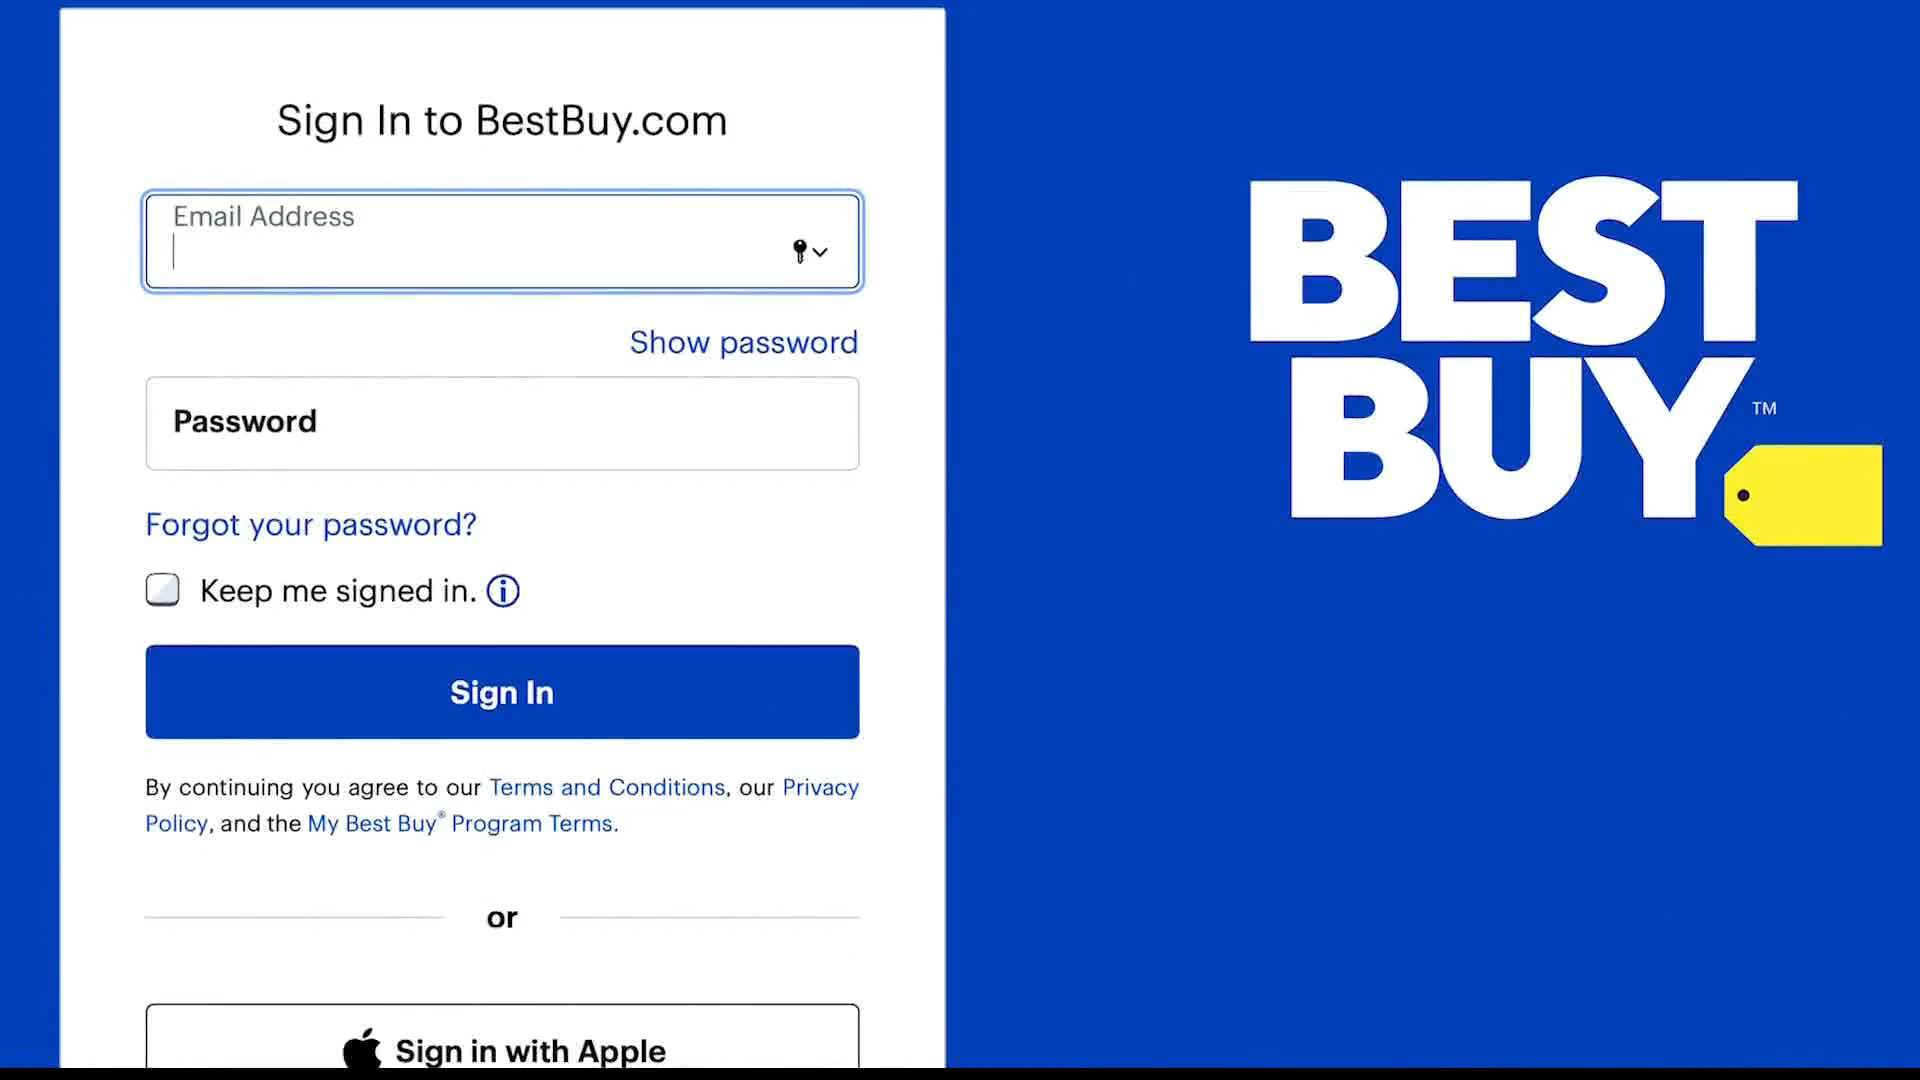 Sign In to BestBuy.com
Email Address
Show password
Password
Forgot your password?
Keep me signed in. i
Sign In
By continuing you agree to our Terms and Conditions, our Privacy
Policy, and the My Best Buy® Program Terms.
or
Sign in with Apple
BEST
BUY™